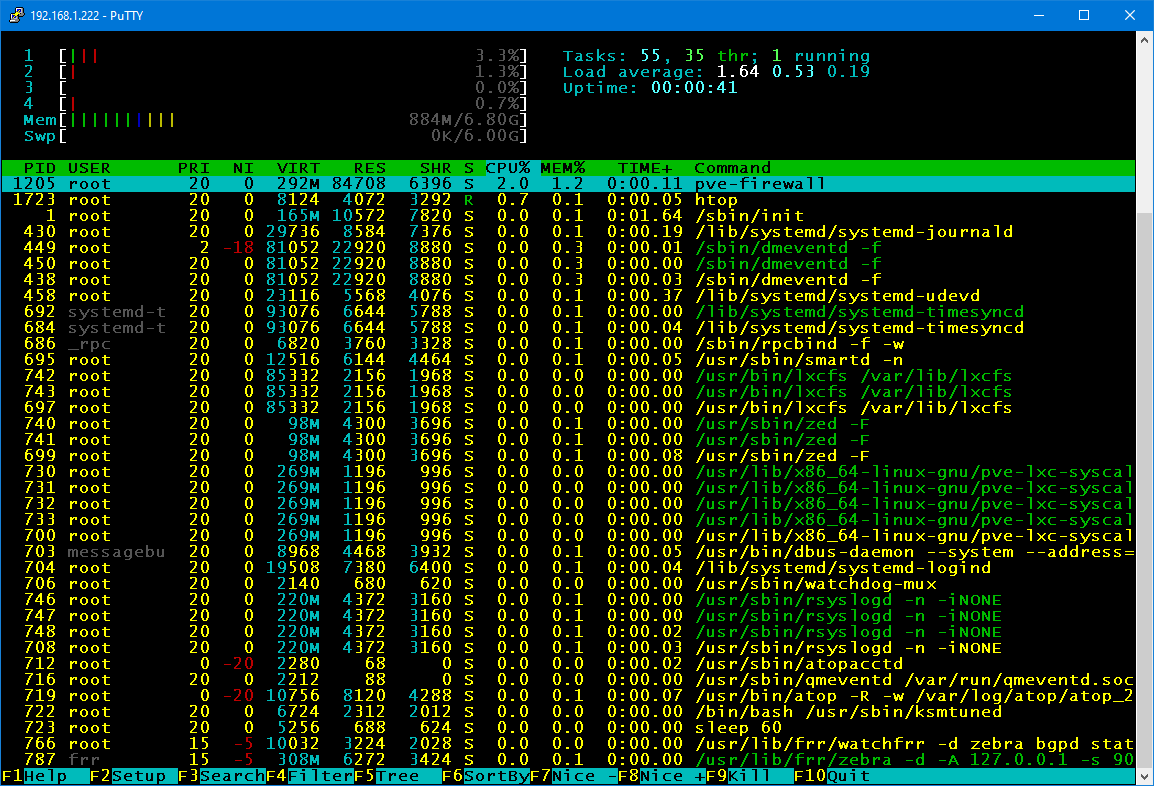 192.168.1.222 - PuTTY
1 [||| 3.3%] Tasks: 55, 35 thr; 1 running
2 [| 1.3%] Load average: 1.64 0.53 0.19
3 [ 0.0%] Uptime: 00:00:41
4 [| 0.7%]
Mem[||||||||||| 884M/6.80G]
Swp[ 0K/6.00G]
PID USER PRI NI VIRT RES SHR S CPU% MEM% TIME+ Command
1205 root 20 0 292M 84708 6396 S 2.0 1.2 0:00.11 pve-firewall
1723 root 20 0 8124 4072 3292 R 0.7 0.1 0:00.05 htop
1 root 20 0 165M 10572 7820 S 0.0 0.1 0:01.64 /sbin/init
430 root 20 0 29736 8584 7376 S 0.0 0.1 0:00.19 /lib/systemd/systemd-journald
449 root 2 -18 81052 22920 8880 S 0.0 0.3 0:00.01 /sbin/dmeventd -f
450 root 20 0 81052 22920 8880 S 0.0 0.3 0:00.00 /sbin/dmeventd -f
438 root 20 0 81052 22920 8880 S 0.0 0.3 0:00.03 /sbin/dmeventd -f
458 root 20 0 23116 5568 4076 S 0.0 0.1 0:00.37 /lib/systemd/systemd-udevd
692 systemd-t 20 0 93076 6644 5788 S 0.0 0.1 0:00.00 /lib/systemd/systemd-timesyncd
684 systemd-t 20 0 93076 6644 5788 S 0.0 0.1 0:00.04 /lib/systemd/systemd-timesyncd
686 _rpc 20 0 6820 3760 3328 S 0.0 0.1 0:00.00 /sbin/rpcbind -f -w
695 root 20 0 12516 6144 4464 S 0.0 0.1 0:00.05 /usr/sbin/smartd -n
742 root 20 0 85332 2156 1968 S 0.0 0.0 0:00.00 /usr/bin/lxcfs /var/lib/lxcfs
743 root 20 0 85332 2156 1968 S 0.0 0.0 0:00.00 /usr/bin/lxcfs /var/lib/lxcfs
697 root 20 0 85332 2156 1968 S 0.0 0.0 0:00.00 /usr/bin/lxcfs /var/lib/lxcfs
740 root 20 0 98M 4300 3696 S 0.0 0.1 0:00.00 /usr/sbin/zed -F
741 root 20 0 98M 4300 3696 S 0.0 0.1 0:00.00 /usr/sbin/zed -F
699 root 20 0 98M 4300 3696 S 0.0 0.1 0:00.08 /usr/sbin/zed -F
730 root 20 0 269M 1196 996 S 0.0 0.0 0:00.00 /usr/lib/x86_64-linux-gnu/pve-lxc-syscal
731 root 20 0 269M 1196 996 S 0.0 0.0 0:00.00 /usr/lib/x86_64-linux-gnu/pve-lxc-syscal
732 root 20 0 269M 1196 996 S 0.0 0.0 0:00.00 /usr/lib/x86_64-linux-gnu/pve-lxc-syscal
733 root 20 0 269M 1196 996 S 0.0 0.0 0:00.00 /usr/lib/x86_64-linux-gnu/pve-lxc-syscal
700 root 20 0 269M 1196 996 S 0.0 0.0 0:00.00 /usr/lib/x86_64-linux-gnu/pve-lxc-syscal
703 messagebu 20 0 8968 4468 3932 S 0.0 0.1 0:00.05 /usr/bin/dbus-daemon --system --address=
704 root 20 0 19508 7380 6400 S 0.0 0.1 0:00.04 /lib/systemd/systemd-logind
706 root 20 0 2140 680 620 S 0.0 0.0 0:00.00 /usr/sbin/watchdog-mux
746 root 20 0 220M 4372 3160 S 0.0 0.1 0:00.00 /usr/sbin/rsyslogd -n -iNONE
747 root 20 0 220M 4372 3160 S 0.0 0.1 0:00.00 /usr/sbin/rsyslogd -n -iNONE
748 root 20 0 220M 4372 3160 S 0.0 0.1 0:00.02 /usr/sbin/rsyslogd -n -iNONE
708 root 20 0 220M 4372 3160 S 0.0 0.1 0:00.03 /usr/sbin/rsyslogd -n -iNONE
712 root 0 -20 2280 68 0 S 0.0 0.0 0:00.02 /usr/sbin/atopacctd
716 root 20 0 2212 88 0 S 0.0 0.0 0:00.00 /usr/sbin/qmeventd /var/run/qmeventd.soc
719 root 0 -20 10756 8120 4288 S 0.0 0.1 0:00.07 /usr/bin/atop -R -w /var/log/atop/atop_2
722 root 20 0 6724 2312 2012 S 0.0 0.0 0:00.00 /bin/bash /usr/sbin/ksmtuned
723 root 20 0 5256 688 624 S 0.0 0.0 0:00.00 sleep 60
766 root 15 -5 10032 3224 2028 S 0.0 0.0 0:00.00 /usr/lib/frr/watchfrr -d zebra bgpd stat
787 frr 15 -5 308M 6272 3424 S 0.0 0.1 0:00.00 /usr/lib/frr/zebra -d -A 127.0.0.1 -s 90
F1Help F2Setup F3SearchF4FilterF5Tree F6SortByF7Nice -F8Nice +F9Kill F10Quit